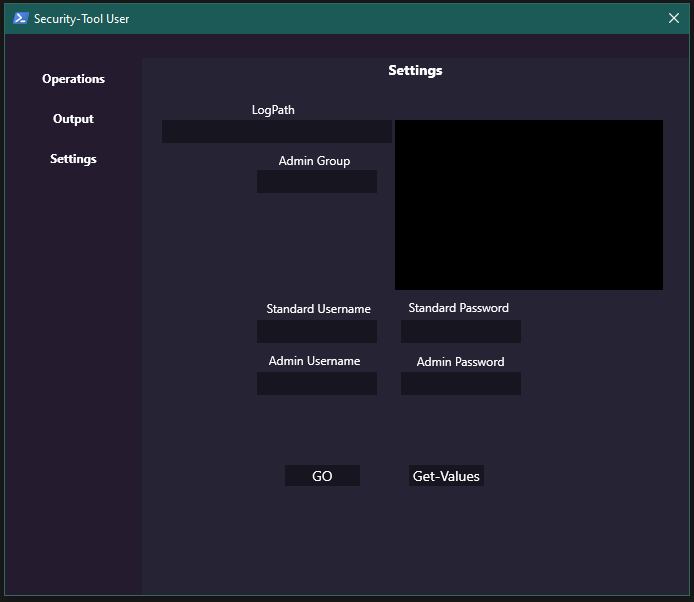 Security-Tool User
Operations
Output
Settings
Settings
LogPath
Admin Group
Standard Username
Standard Password
Admin Username
Admin Password
GO
Get-Values